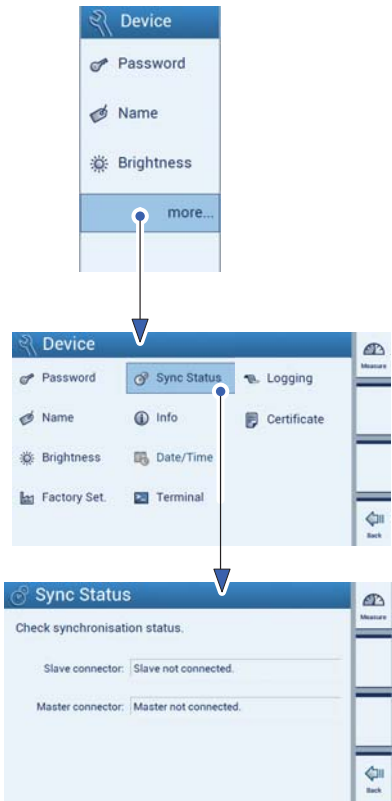 Device
Password
Name
Brightness
more...
Device
Measure
Password Sync Status Logging
Name Info Certificate
Brightness Date/Time
Factory Set. Terminal
Back
Sync Status
Measure
Check synchronisation status.
Slave connector: Slave not connected.
Master connector: Master not connected.
Back